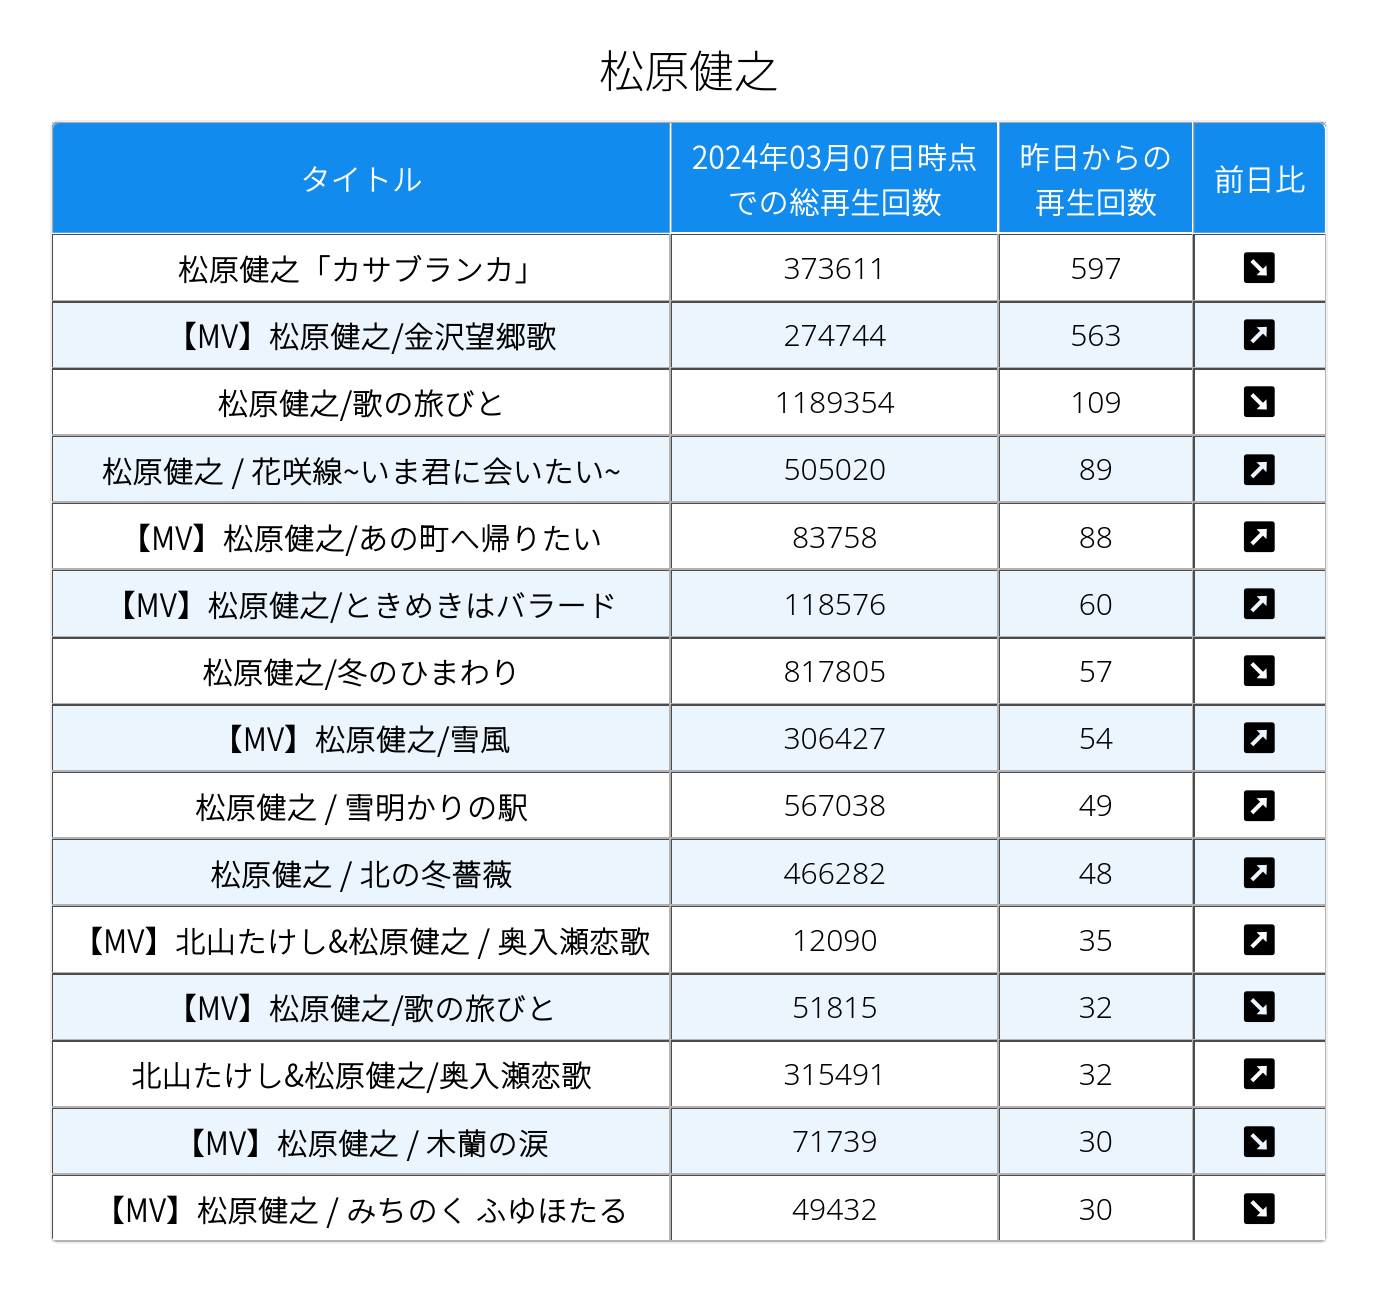 松原健之
タイトル
2024年03月07日時点
での総再生回数
昨日からの
再生回数
前日比
松原健之「カサブランカ」 373611 597
【MV】松原健之/金沢望郷歌 274744 563
松原健之/歌の旅びと 1189354 109
松原健之 / 花咲線~いま君に会いたい~ 505020 89
【MV】松原健之/あの町へ帰りたい 83758 88
【MV】松原健之/ときめきはバラード 118576 60
松原健之/冬のひまわり 817805 57
【MV】松原健之/雪風 306427 54
松原健之 / 雪明かりの駅 567038 49
松原健之 / 北の冬薔薇 466282 48
【MV】北山たけし&松原健之 / 奥入瀬恋歌 12090 35
【MV】松原健之/歌の旅びと 51815 32
北山たけし&松原健之/奥入瀬恋歌 315491 32
【MV】松原健之 / 木蘭の涙 71739 30
【MV】松原健之 / みちのく ふゆほたる 49432 30